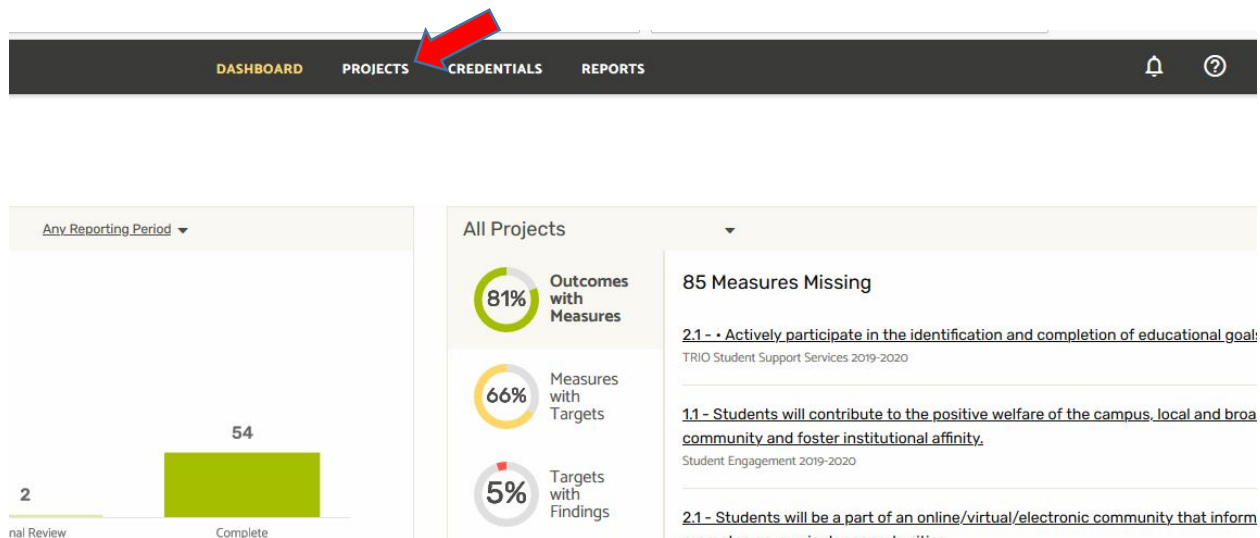 DASHBOARD PROJECTS CREDENTIALS REPORTS
Any Reporting Period
54
2
nal Review Complete
All Projects
81% Outcomes
with
Measures
66% Measures
with
Targets
5% Targets
with
Findings
85 Measures Missing
2.1 - • Actively participate in the identification and completion of educational goals
TRIO Student Support Services 2019-2020
1.1 - Students will contribute to the positive welfare of the campus, local and broa
community and foster institutional affinity.
Student Engagement 2019-2020
2.1 - Students will be a part of an online/virtual/electronic community that inform